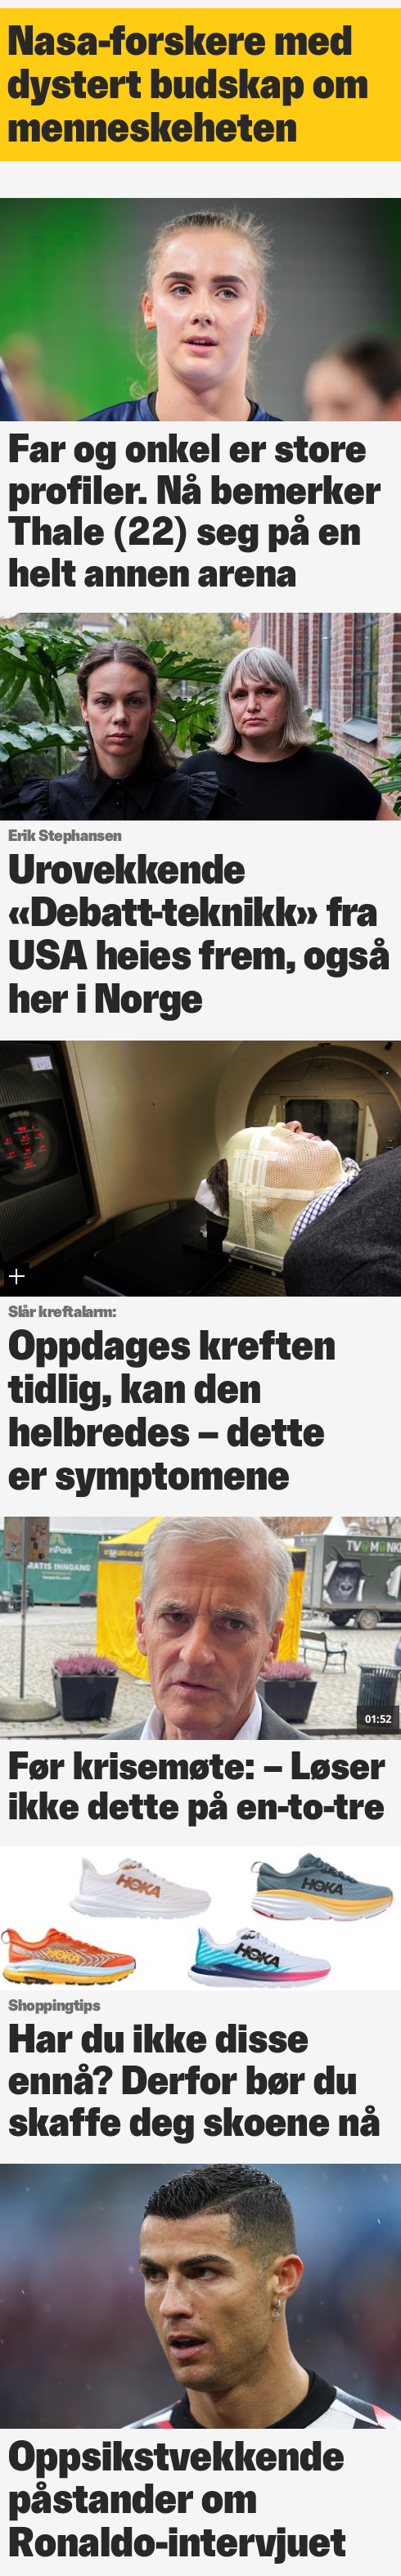 Nasa-forskere med
dystert budskap om
menneskeheten
Far og onkel er store
profiler. Nå bemerker
Thale (22) seg på en
helt annen arena
Erik Stephansen
Urovekkende
«Debatt-teknikk» fra
USA heies frem, også
her i Norge
Slår kreftalarm:
Oppdages kreften
tidlig, kan den
helbredes – dette
er symptomene
RATIS INNGANG
01:52
Før krisemøte: – Løser
ikke dette på en-to-tre
HOKA
HOKA
HOKA
HOKA
Shoppingtips
Har du ikke disse
ennå? Derfor bør du
skaffe deg skoene nå
Oppsiktsvekkende
påstander om
Ronaldo-intervjuet